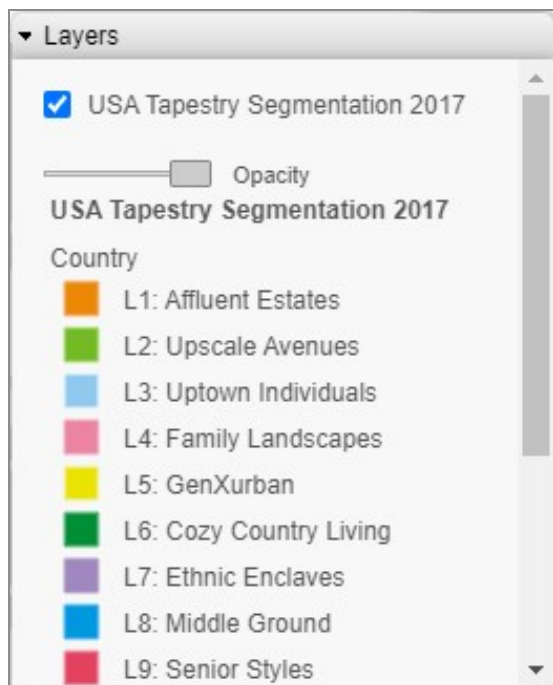 Layers
USA Tapestry Segmentation 2017
Opacity
USA Tapestry Segmentation 2017
Country
L1: Affluent Estates
L2: Upscale Avenues
L3: Uptown Individuals
L4: Family Landscapes
L5: GenXurban
L6: Cozy Country Living
L7: Ethnic Enclaves
L8: Middle Ground
L9: Senior Styles